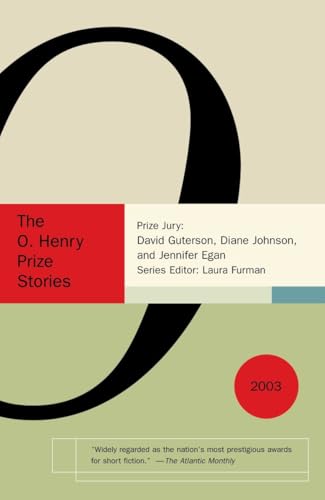 The
O. Henry
Prize
Stories
Prize Jury:
David Guterson, Diane Johnson,
and Jennifer Egan
Series Editor: Laura Furman
2003
"Widely regarded as the nation's most prestigious awards
for short fiction." —The Atlantic Monthly